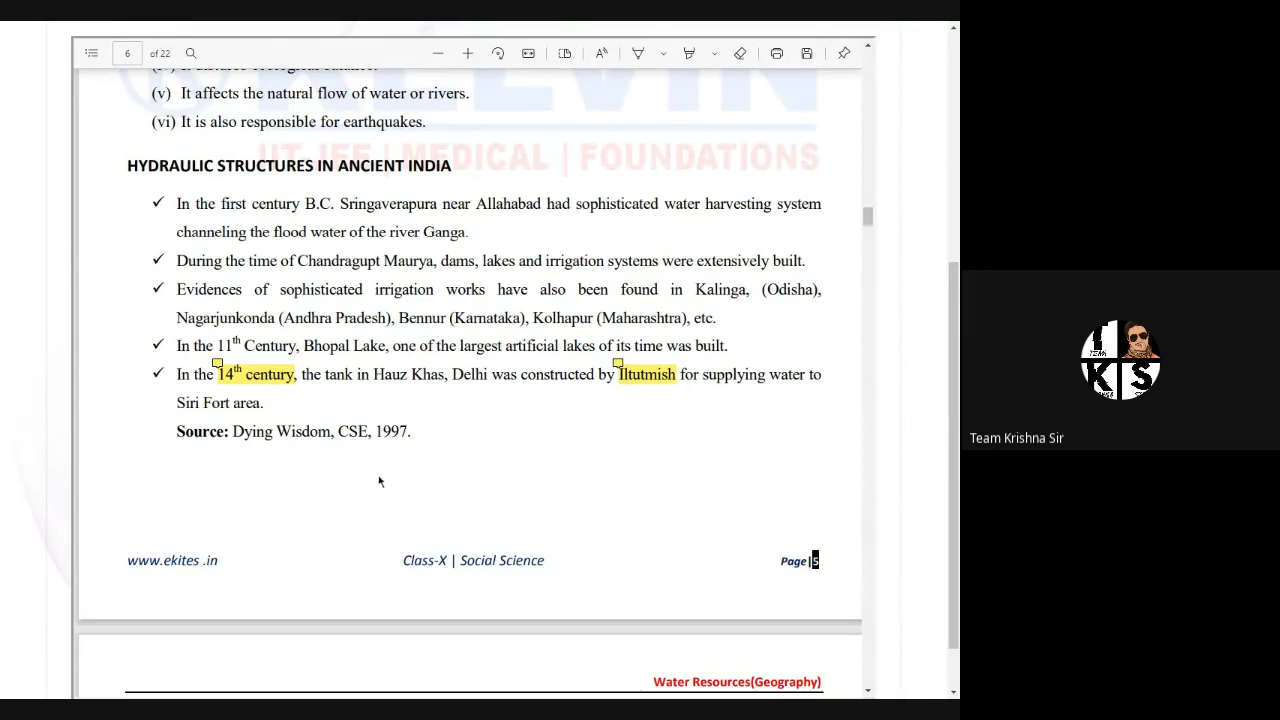 6 of 22
(iv) It disturbs ecological balance.
KELVIN
(v) It affects the natural flow of water or rivers.
(vi) It is also responsible for earthquakes.
IIT-JEE | MEDICAL | FOUNDATIONS
HYDRAULIC STRUCTURES IN ANCIENT INDIA
✓ In the first century B.C. Sringaverapura near Allahabad had sophisticated water harvesting system
channeling the flood water of the river Ganga.
✓ During the time of Chandragupt Maurya, dams, lakes and irrigation systems were extensively built.
✓ Evidences of sophisticated irrigation works have also been found in Kalinga, (Odisha),
Nagarjunkonda (Andhra Pradesh), Bennur (Karnataka), Kolhapur (Maharashtra), etc.
✓ In the 11th Century, Bhopal Lake, one of the largest artificial lakes of its time was built.
✓ In the 14th century, the tank in Hauz Khas, Delhi was constructed by Iltutmish for supplying water to
Siri Fort area.
Source: Dying Wisdom, CSE, 1997.
TEAM
K S
Team Krishna Sir
www.ekites .in Class-X | Social Science Page|5
Water Resources(Geography)